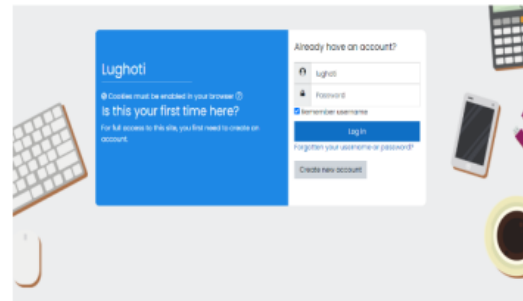 Lughoti
Cookies must be enabled in your browser
Is this your first time here?
For full access to this site, you first need to create an
account.
Already have an account?
lughoti
Password
Remember username
Log in
Forgotten your username or password?
Create new account